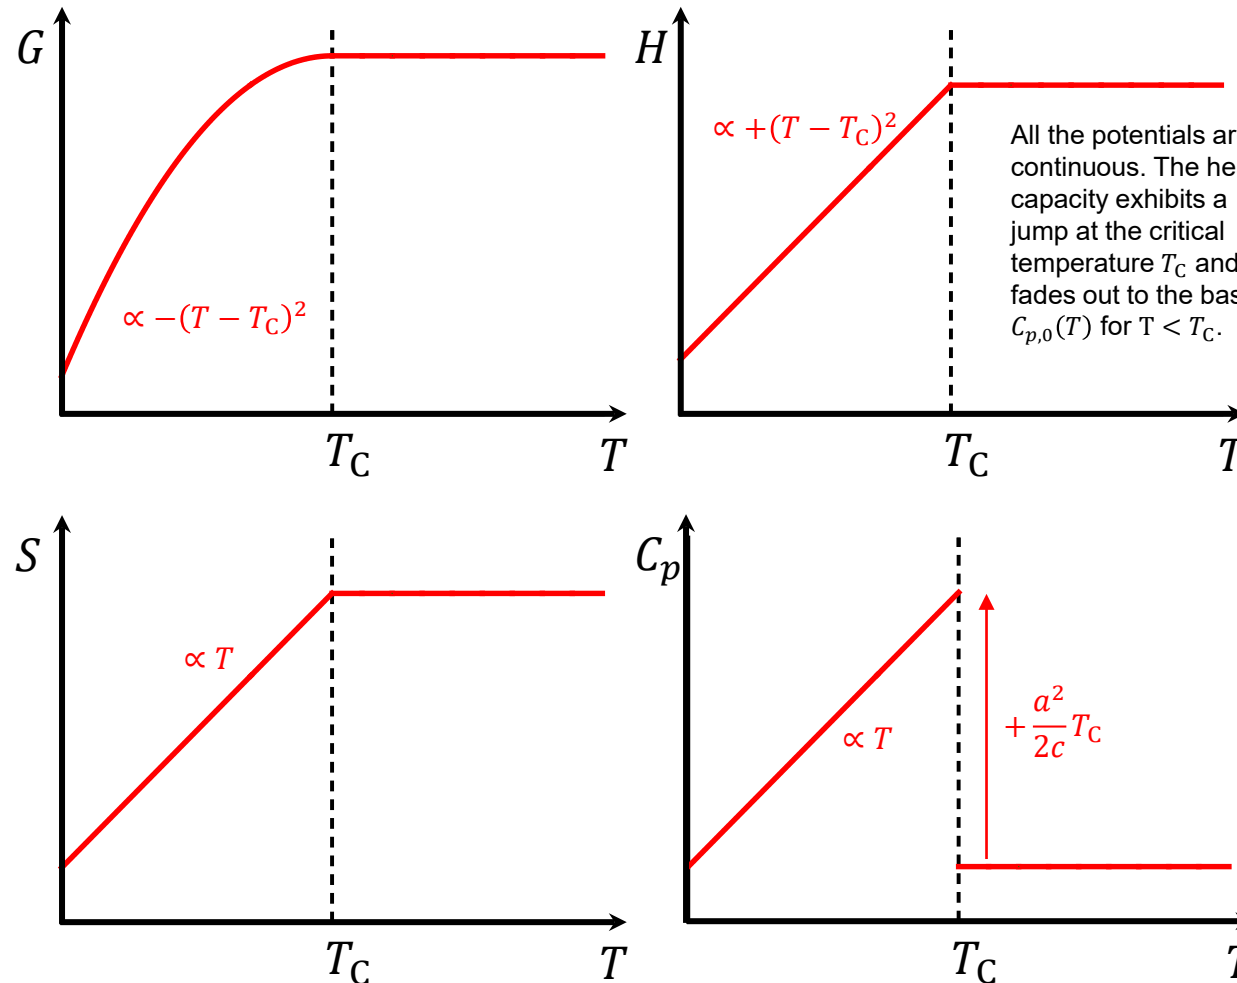 G
∝ −(T − T_C)²
T_C
T
H
∝ +(T − T_C)²
All the potentials ar
continuous. The he
capacity exhibits a
jump at the critical
temperature T_C and
fades out to the bas
C_{p,0}(T) for T < T_C.
T_C
T
S
∝ T
T_C
T
C_p
∝ T
+ a²/2c T_C
T_C
T